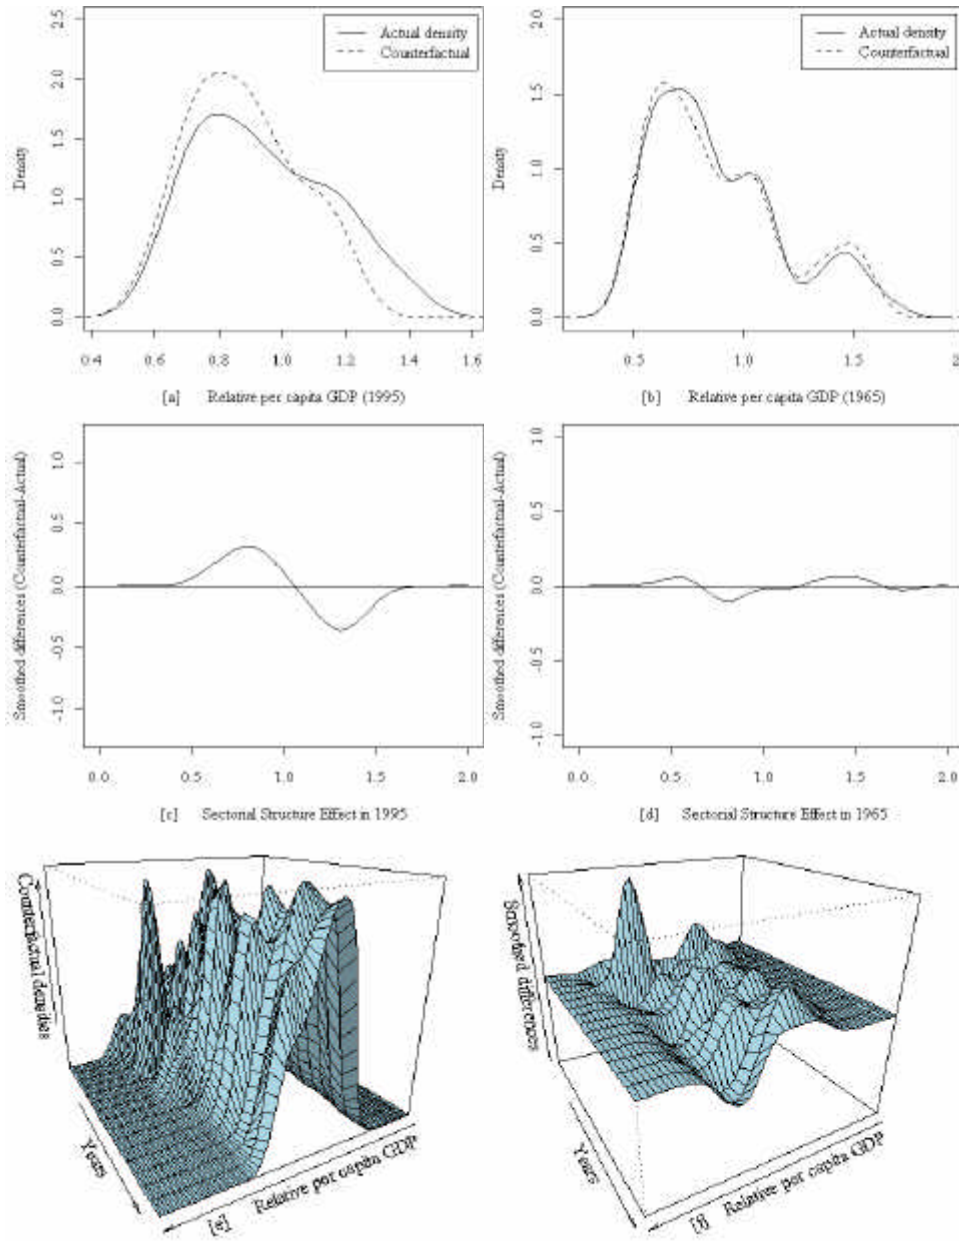 Actual density
Counterfactual
Density
0.0 0.5 1.0 1.5 2.0 2.5
0.4 0.6 0.8 1.0 1.2 1.4 1.6
[a] Relative per capita GDP (1995)
Actual density
Counterfactual
Density
0.0 0.5 1.0 1.5 2.0
0.5 1.0 1.5 2
[b] Relative per capita GDP (1965)
Smoothed differences (Counterfactual-Actual)
-1.0 -0.5 0.0 0.5 1.0
0.0 0.5 1.0 1.5 2.0
[c] Sectorial Structure Effect in 1995
Smoothed differences (Counterfactual-Actual)
-1.0 -0.5 0.0 0.5 1.0
0.0 0.5 1.0 1.5 2.0
[d] Sectorial Structure Effect in 1965
Counterfactual densities
Years
[e] Relative per capita GDP
Smoothed differences
Years
[f] Relative per capita GDP